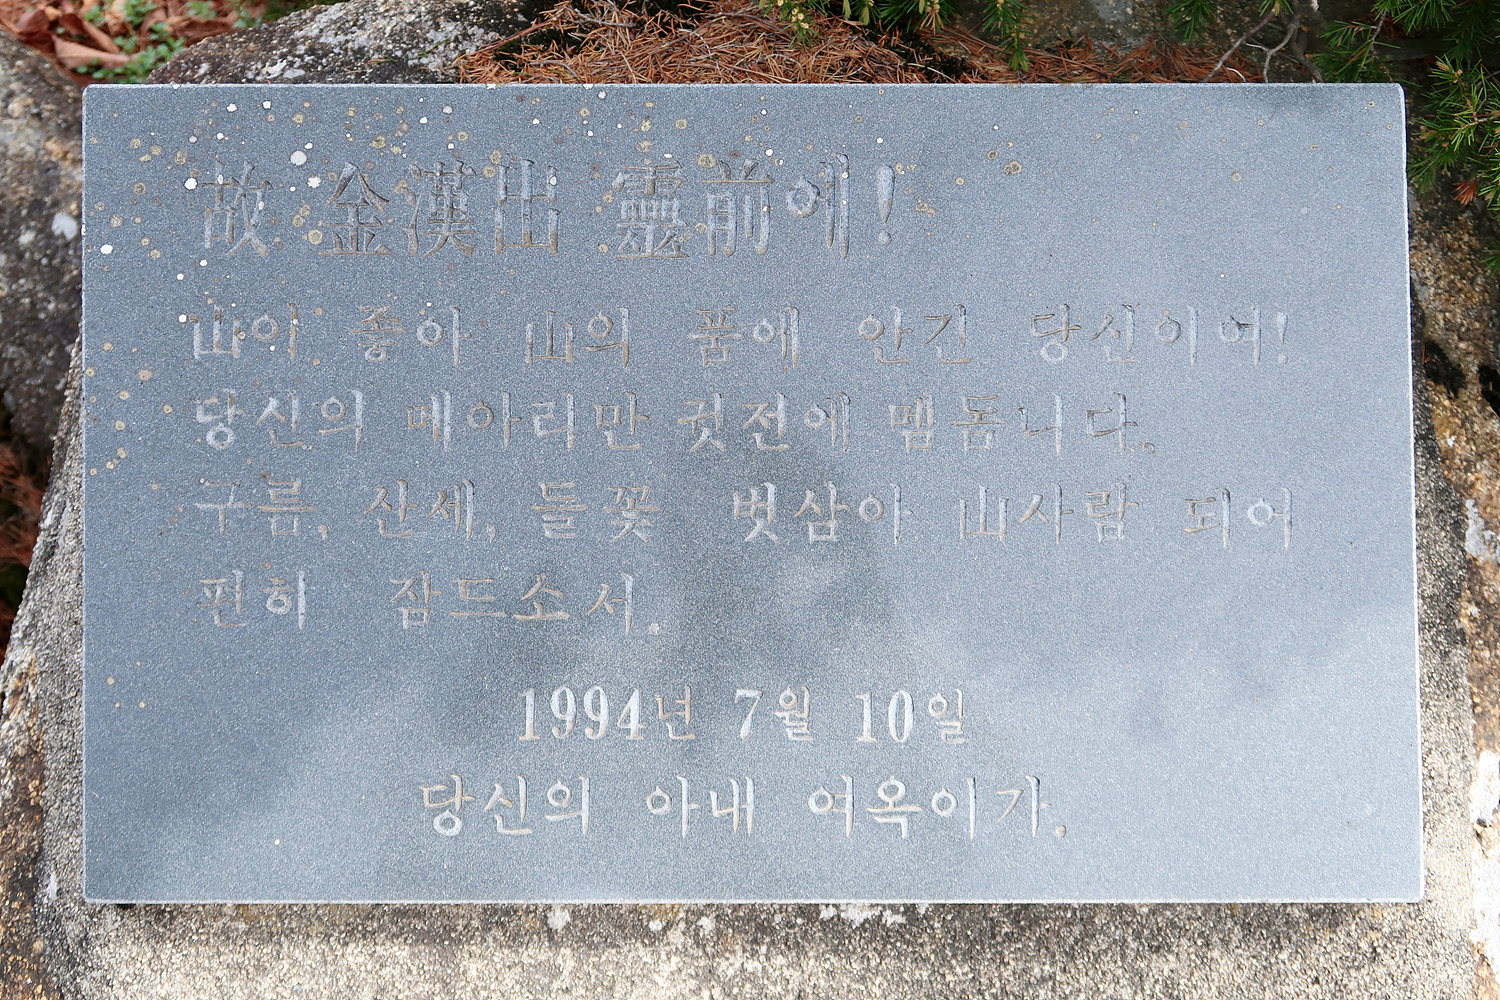 故 金漢出 靈前에!
山이 좋아 山의 품에 안긴 당신이여!
당신의 메아리만 귓전에 멤돕니다.
구름, 산세, 들꽃 벗삼아 山사람 되어
편히 잠드소서.
1994년 7월 10일
당신의 아내 여옥이가.